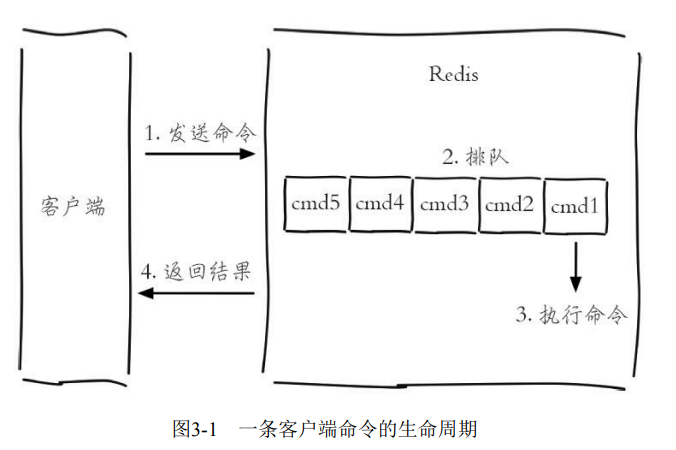 Redis
1. 发送命令
2. 排队
cmd5 cmd4 cmd3 cmd2 cmd1
客户端
4. 返回结果
3. 执行命令
图3-1 一条客户端命令的生命周期